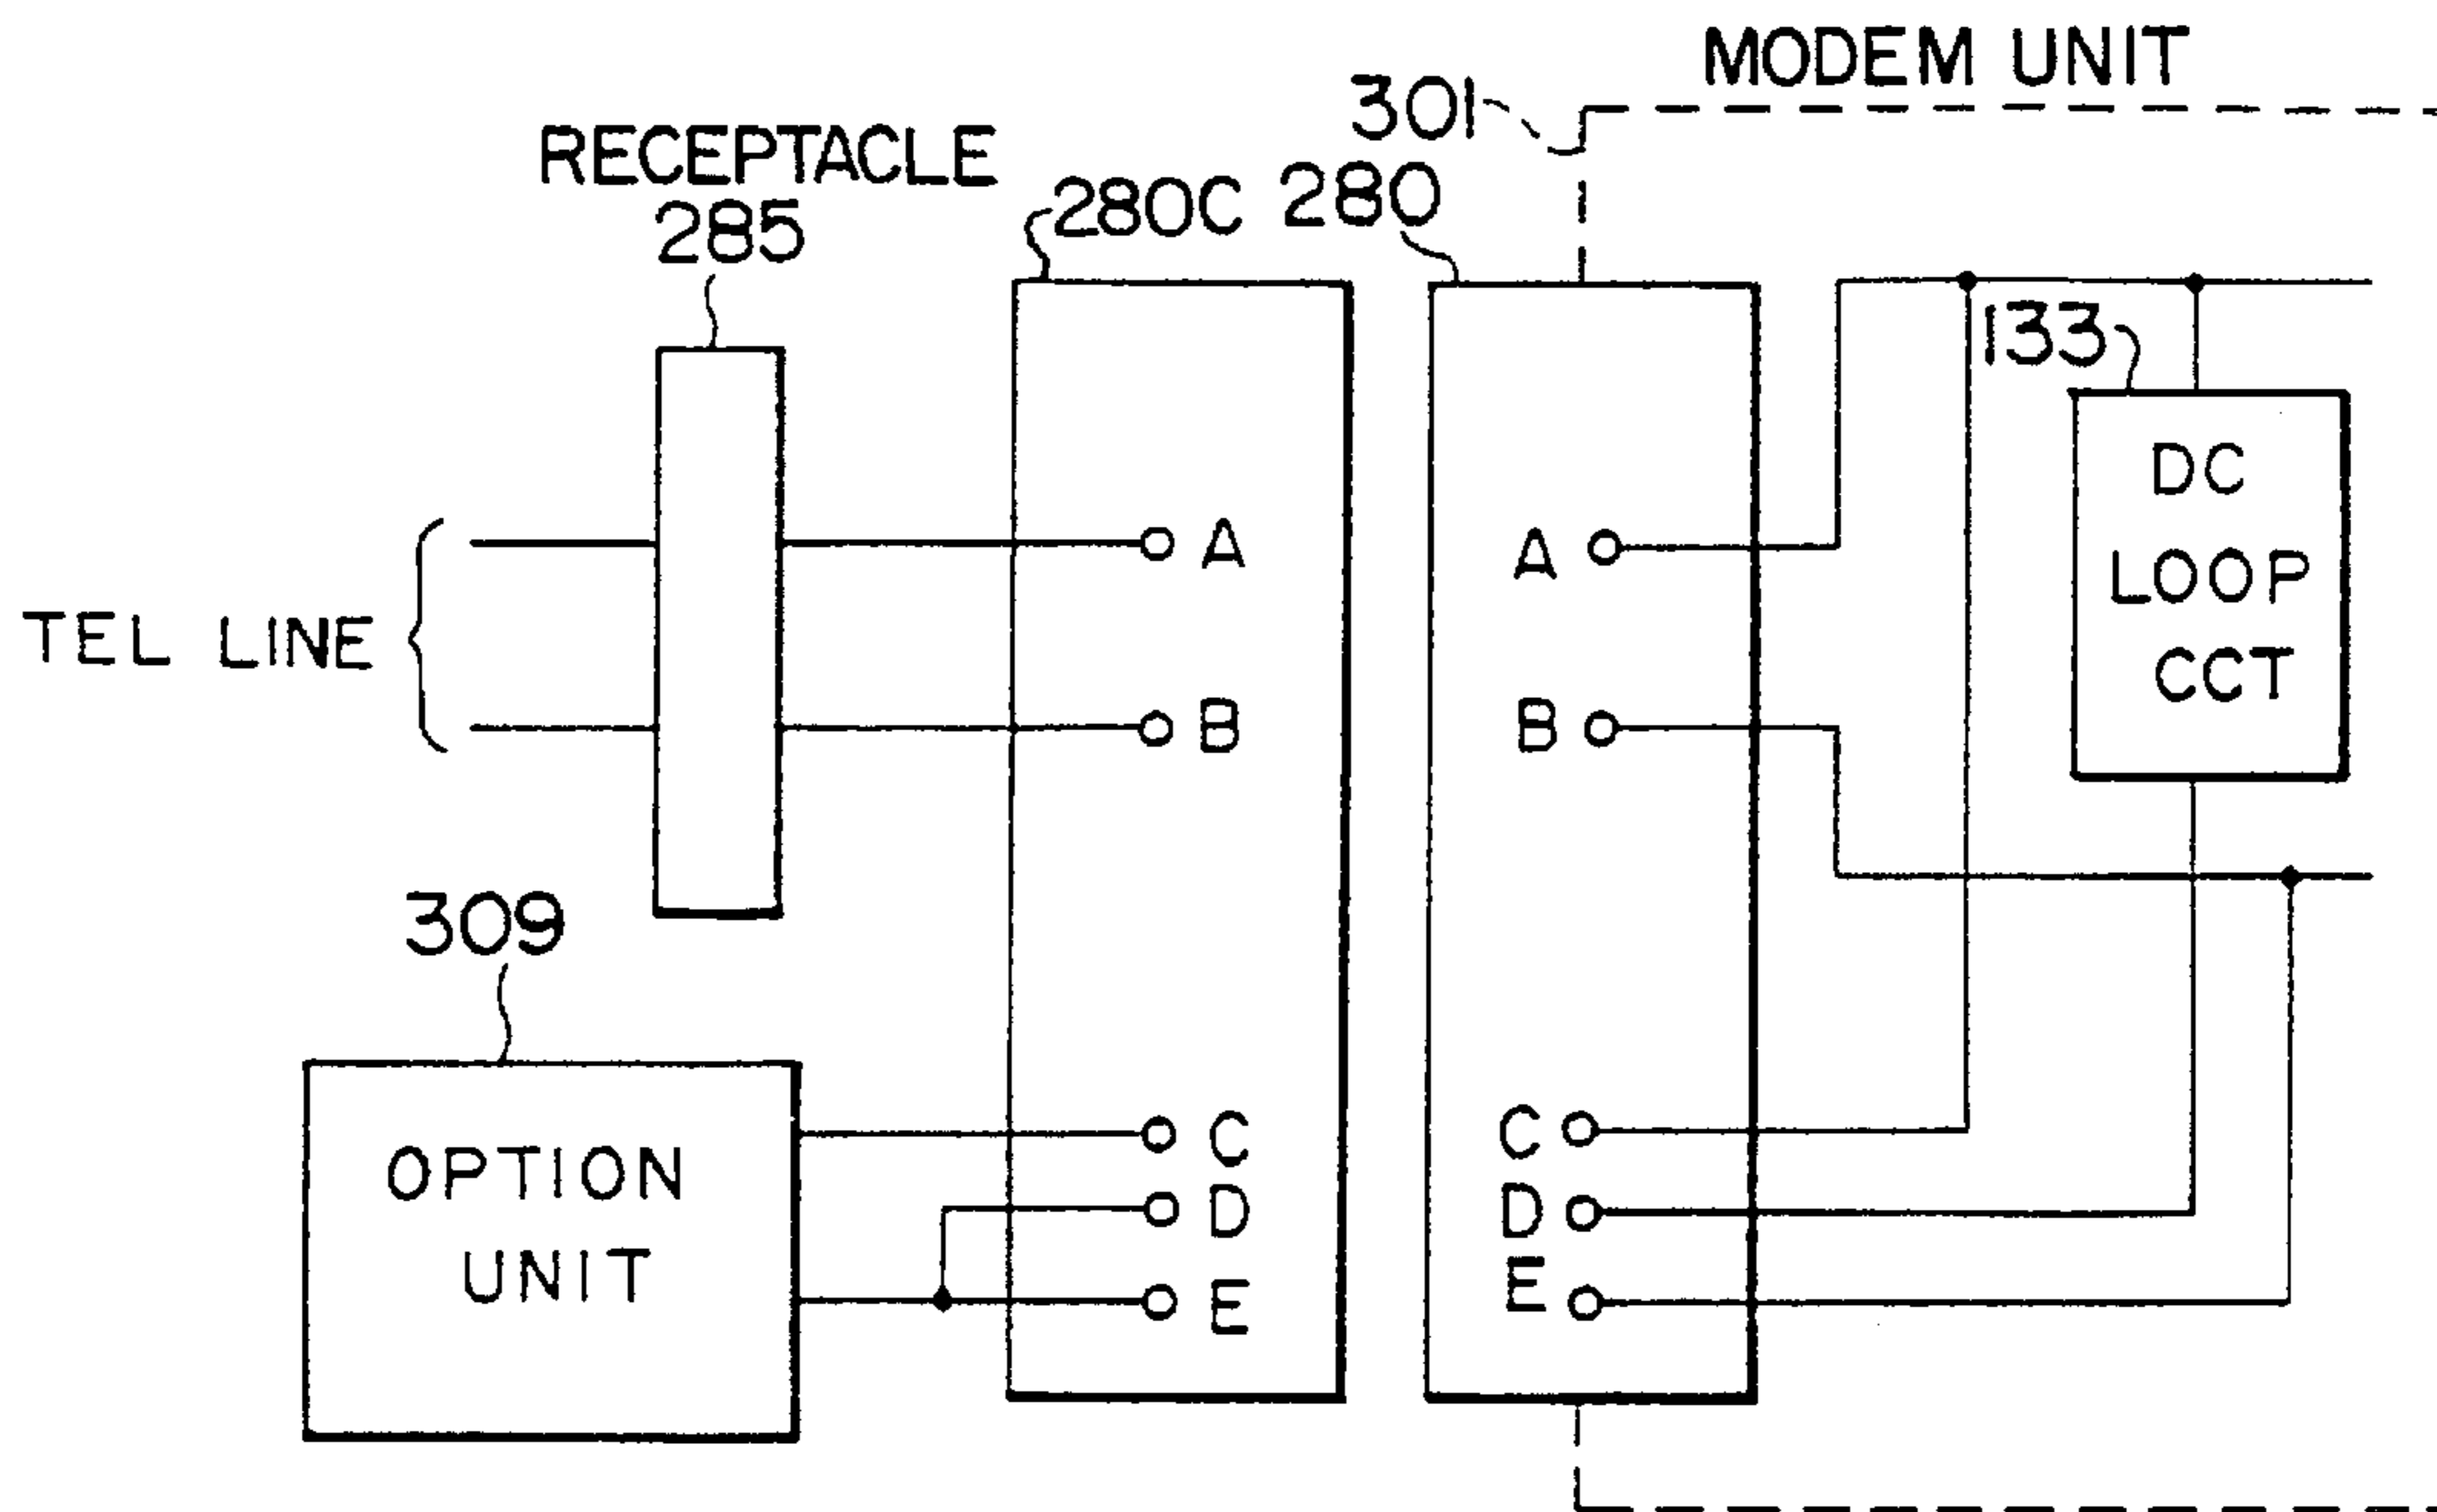 MODEM UNIT
301
RECEPTACLE
285
280C
280
133
DC
LOOP
CCT
TEL LINE
A
B
A
B
309
OPTION
UNIT
C
D
E
C
D
E